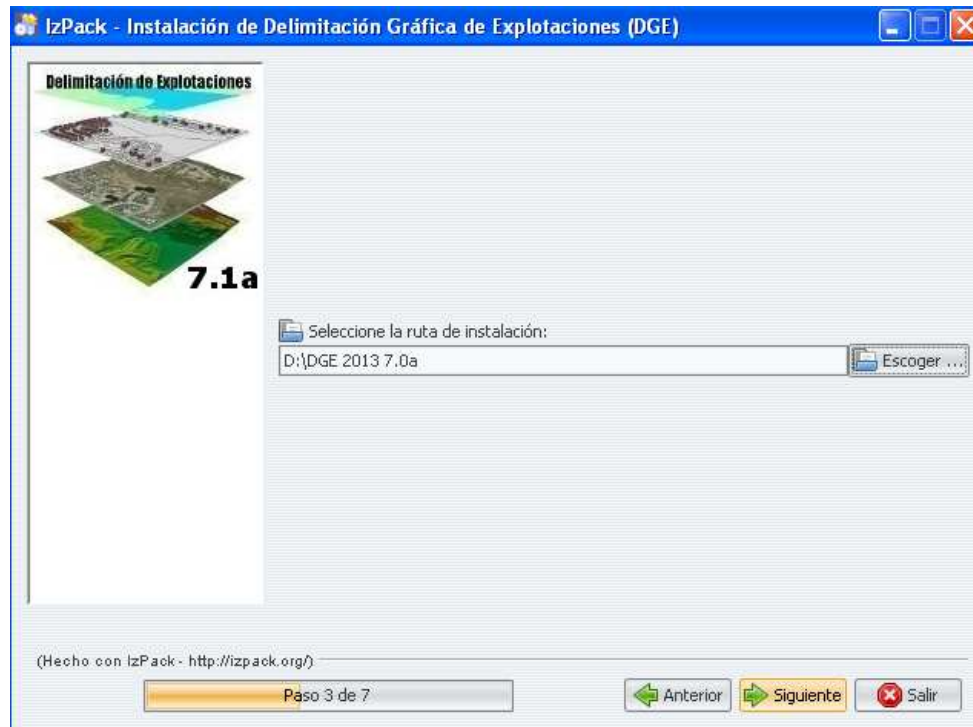 IzPack - Instalación de Delimitación Gráfica de Explotaciones (DGE)
Delimitación de Explotaciones
7.1a
Seleccione la ruta de instalación:
D:\DGE 2013 7.0a
Escoger ...
(Hecho con IzPack - http://izpack.org/)
Paso 3 de 7
Anterior
Siguiente
Salir